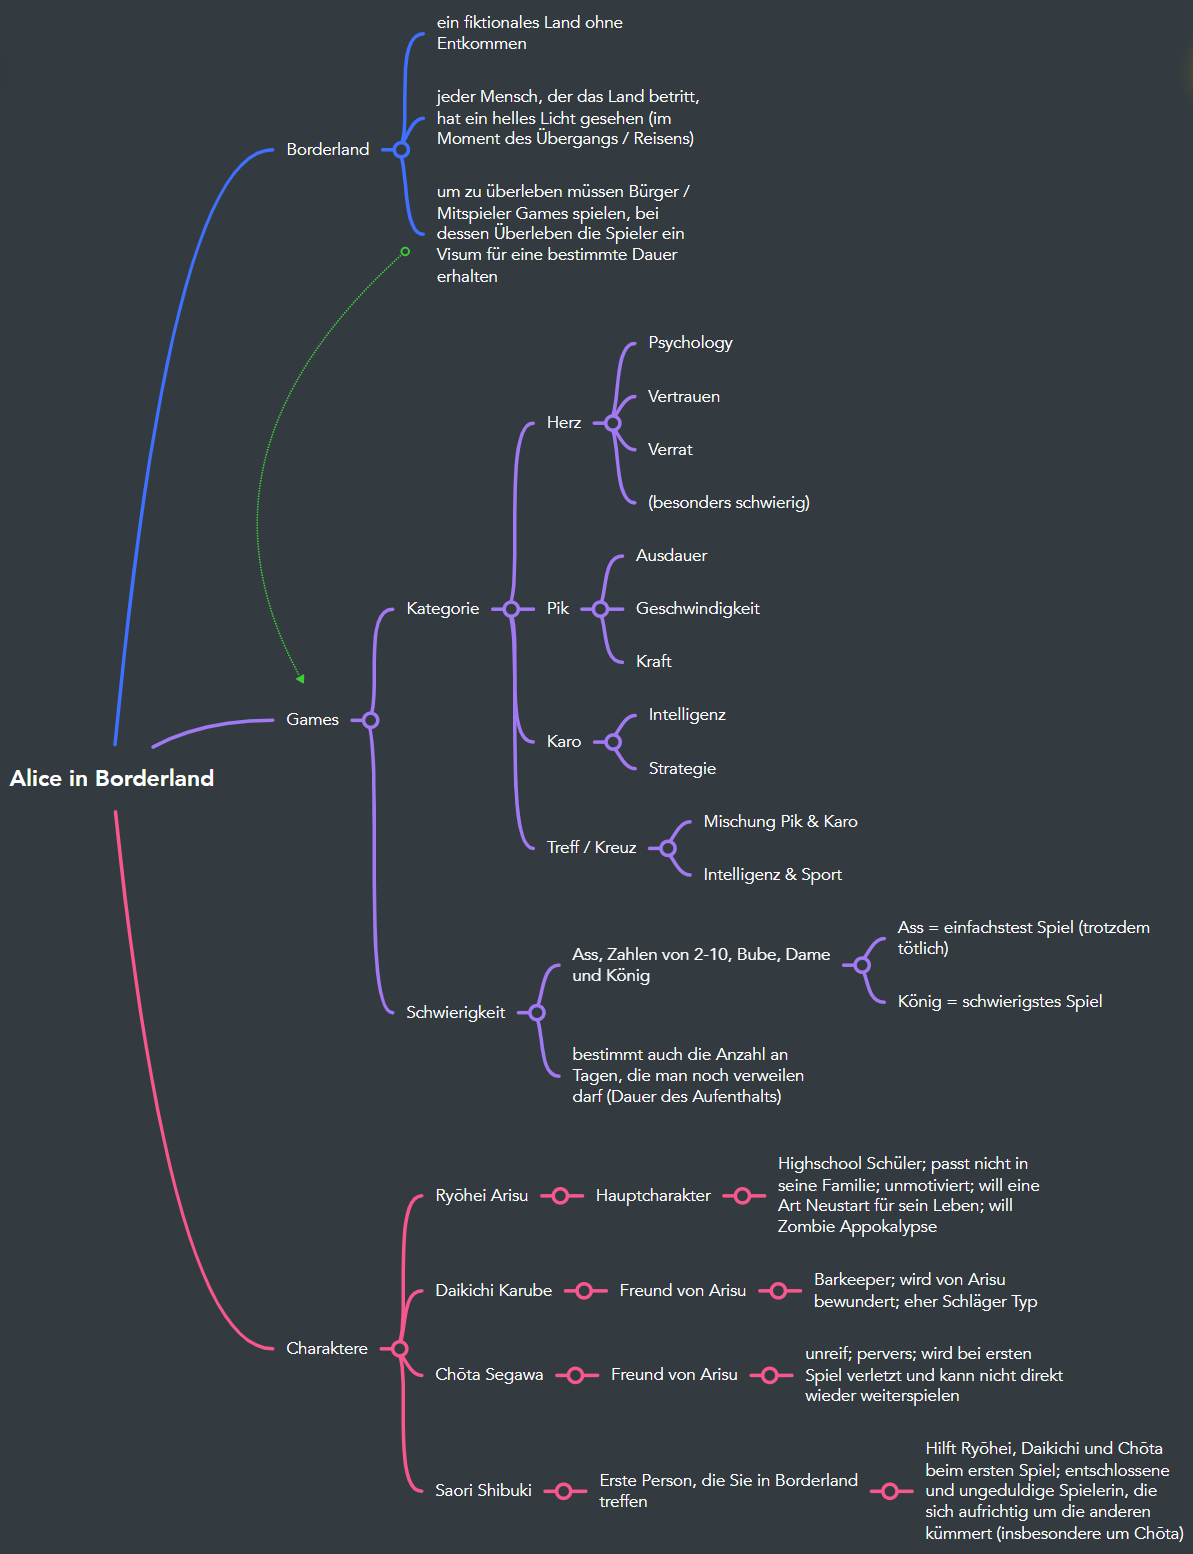 ein fiktionales Land ohne
Entkommen
jeder Mensch, der das Land betritt,
hat ein helles Licht gesehen (im
Moment des Übergangs / Reisens)
Borderland
um zu überleben müssen Bürger /
Mitspieler Games spielen, bei
dessen Überleben die Spieler ein
Visum für eine bestimmte Dauer
erhalten
Psychology
Vertrauen
Herz
Verrat
(besonders schwierig)
Ausdauer
Kategorie
Pik
Geschwindigkeit
Kraft
Intelligenz
Karo
Strategie
Games
Alice in Borderland
Mischung Pik & Karo
Treff / Kreuz
Intelligenz & Sport
Ass = einfachstest Spiel (trotzdem
tötlich)
Ass, Zahlen von 2-10, Bube, Dame
und König
König = schwierigstes Spiel
Schwierigkeit
bestimmt auch die Anzahl an
Tagen, die man noch verweilen
darf (Dauer des Aufenthalts)
Ryōhei Arisu
Hauptcharakter
Highschool Schüler; passt nicht in
seine Familie; unmotiviert; will eine
Art Neustart für sein Leben; will
Zombie Appokalypse
Daikichi Karube
Freund von Arisu
Barkeeper; wird von Arisu
bewundert; eher Schläger Typ
Charaktere
Chōta Segawa
Freund von Arisu
unreif; pervers; wird bei ersten
Spiel verletzt und kann nicht direkt
wieder weiterspielen
Saori Shibuki
Erste Person, die Sie in Borderland
treffen
Hilft Ryōhei, Daikichi und Chōta
beim ersten Spiel; entschlossene
und ungeduldige Spielerin, die
sich aufrichtig um die anderen
kümmert (insbesondere um Chōta)